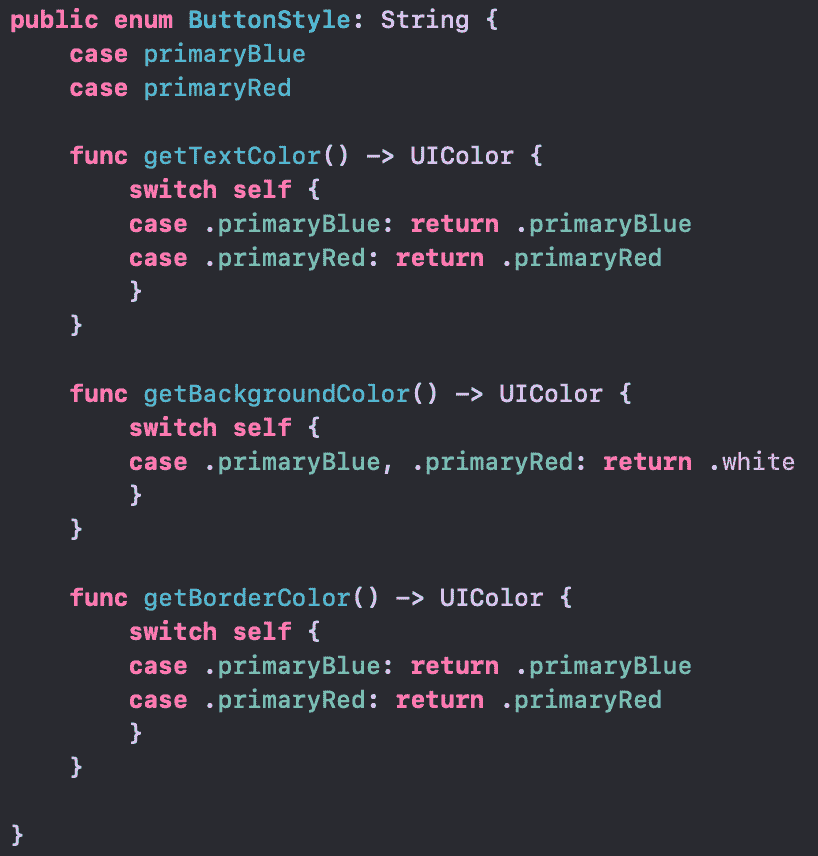 public enum ButtonStyle: String {
    case primaryBlue
    case primaryRed

    func getTextColor() -> UIColor {
        switch self {
        case .primaryBlue: return .primaryBlue
        case .primaryRed: return .primaryRed
        }
    }

    func getBackgroundColor() -> UIColor {
        switch self {
        case .primaryBlue, .primaryRed: return .white
        }
    }

    func getBorderColor() -> UIColor {
        switch self {
        case .primaryBlue: return .primaryBlue
        case .primaryRed: return .primaryRed
        }
    }

}